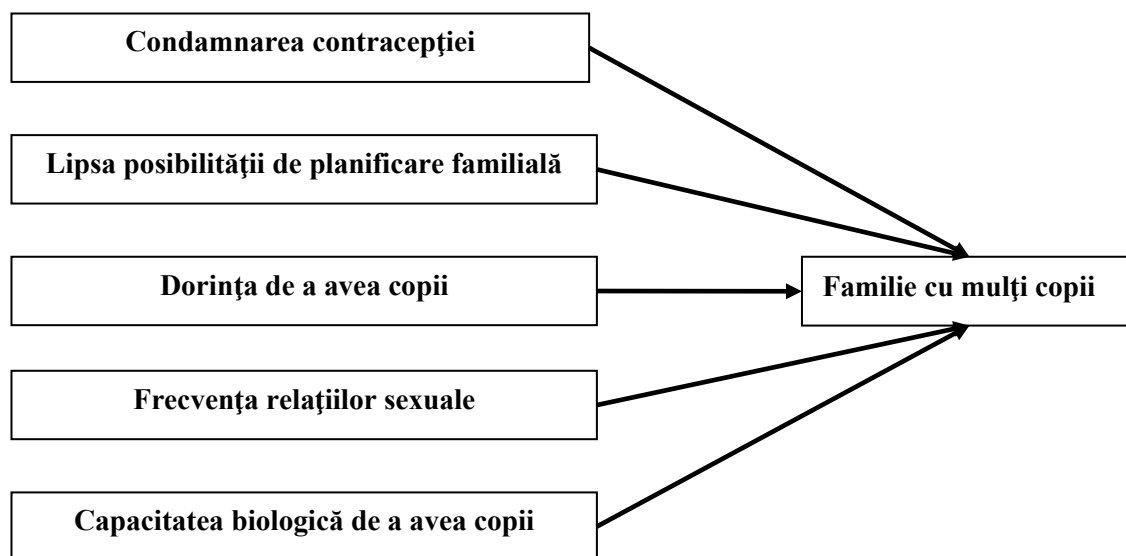 Condamnarea contracepţiei
Lipsa posibilităţii de planificare familială
Dorinţa de a avea copii
Familie cu mulţi copii
Frecvenţa relaţiilor sexuale
Capacitatea biologică de a avea copii